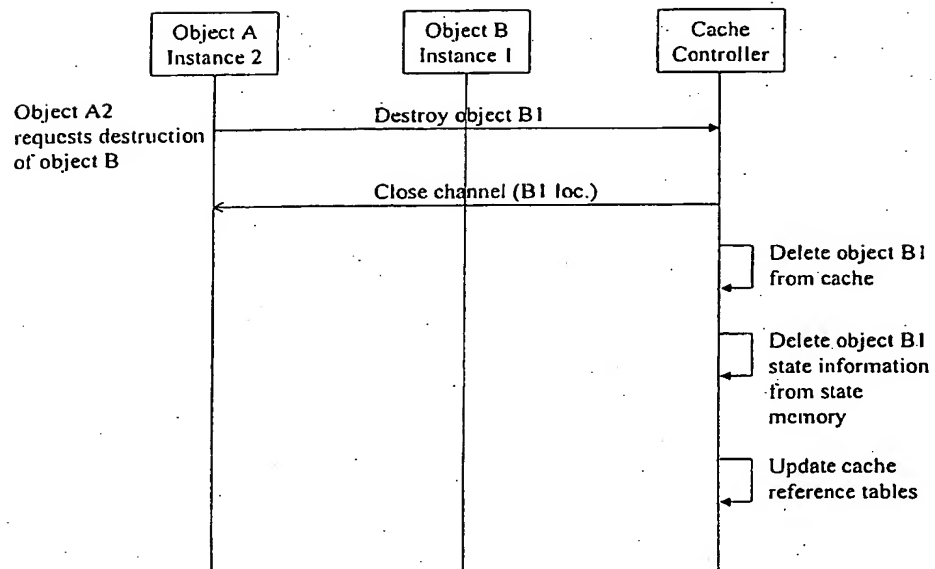 Object A
Instance 2
Object B
Instance 1
Cache
Controller
Object A2
requests destruction
of object B
Destroy object B1
Close channel (B1 loc.)
Delete object B1
from cache
Delete object B1
state information
from state
memory
Update cache
reference tables